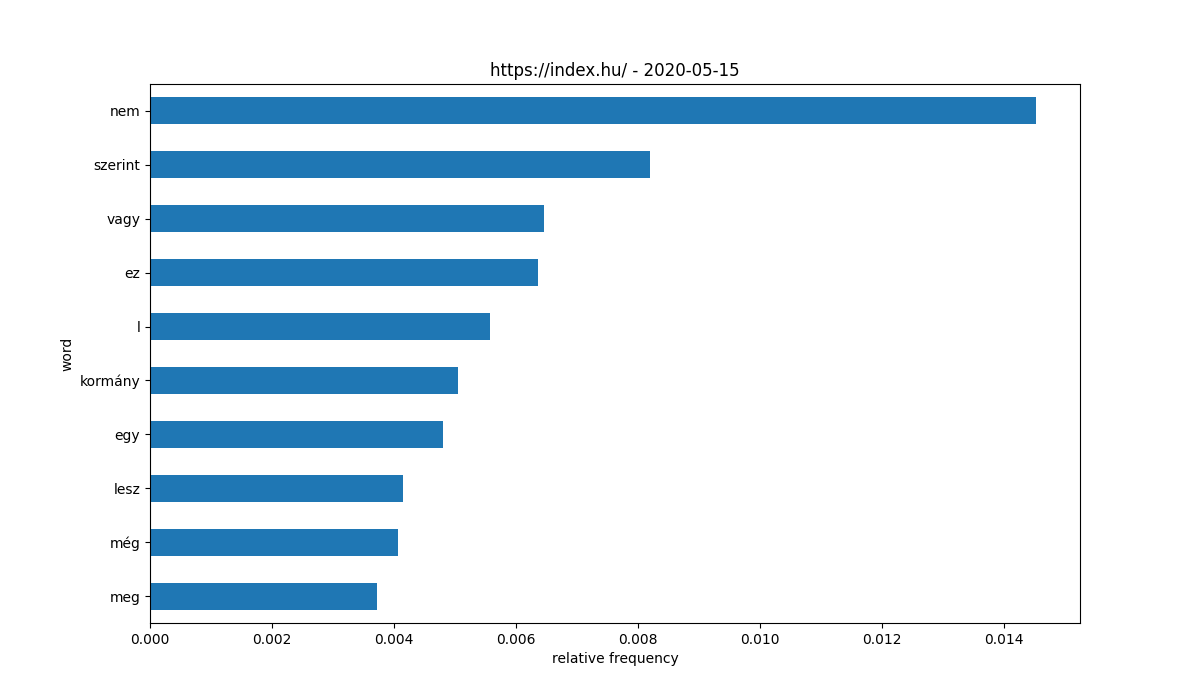 https://index.hu/ - 2020-05-15
nem
szerint
vagy
ez
l
kormány
egy
lesz
még
meg
word
0.000 0.002 0.004 0.006 0.008 0.010 0.012 0.014
relative frequency